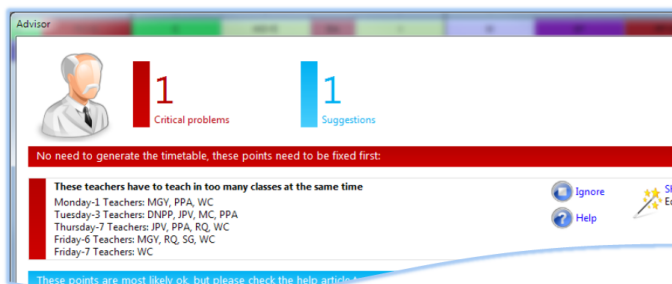 Advisor
1
Critical problems
1
Suggestions
No need to generate the timetable, these points need to be fixed first:
These teachers have to teach in too many classes at the same time
Monday-1 Teachers: MGY, PPA, WC
Tuesday-3 Teachers: DNPP, JPV, MC, PPA
Thursday-7 Teachers: JPV, PPA, RQ, WC
Friday-6 Teachers: MGY, RQ, SG, WC
Friday-7 Teachers: WC
Ignore
Help
These points are most likely ok, but please check the help article